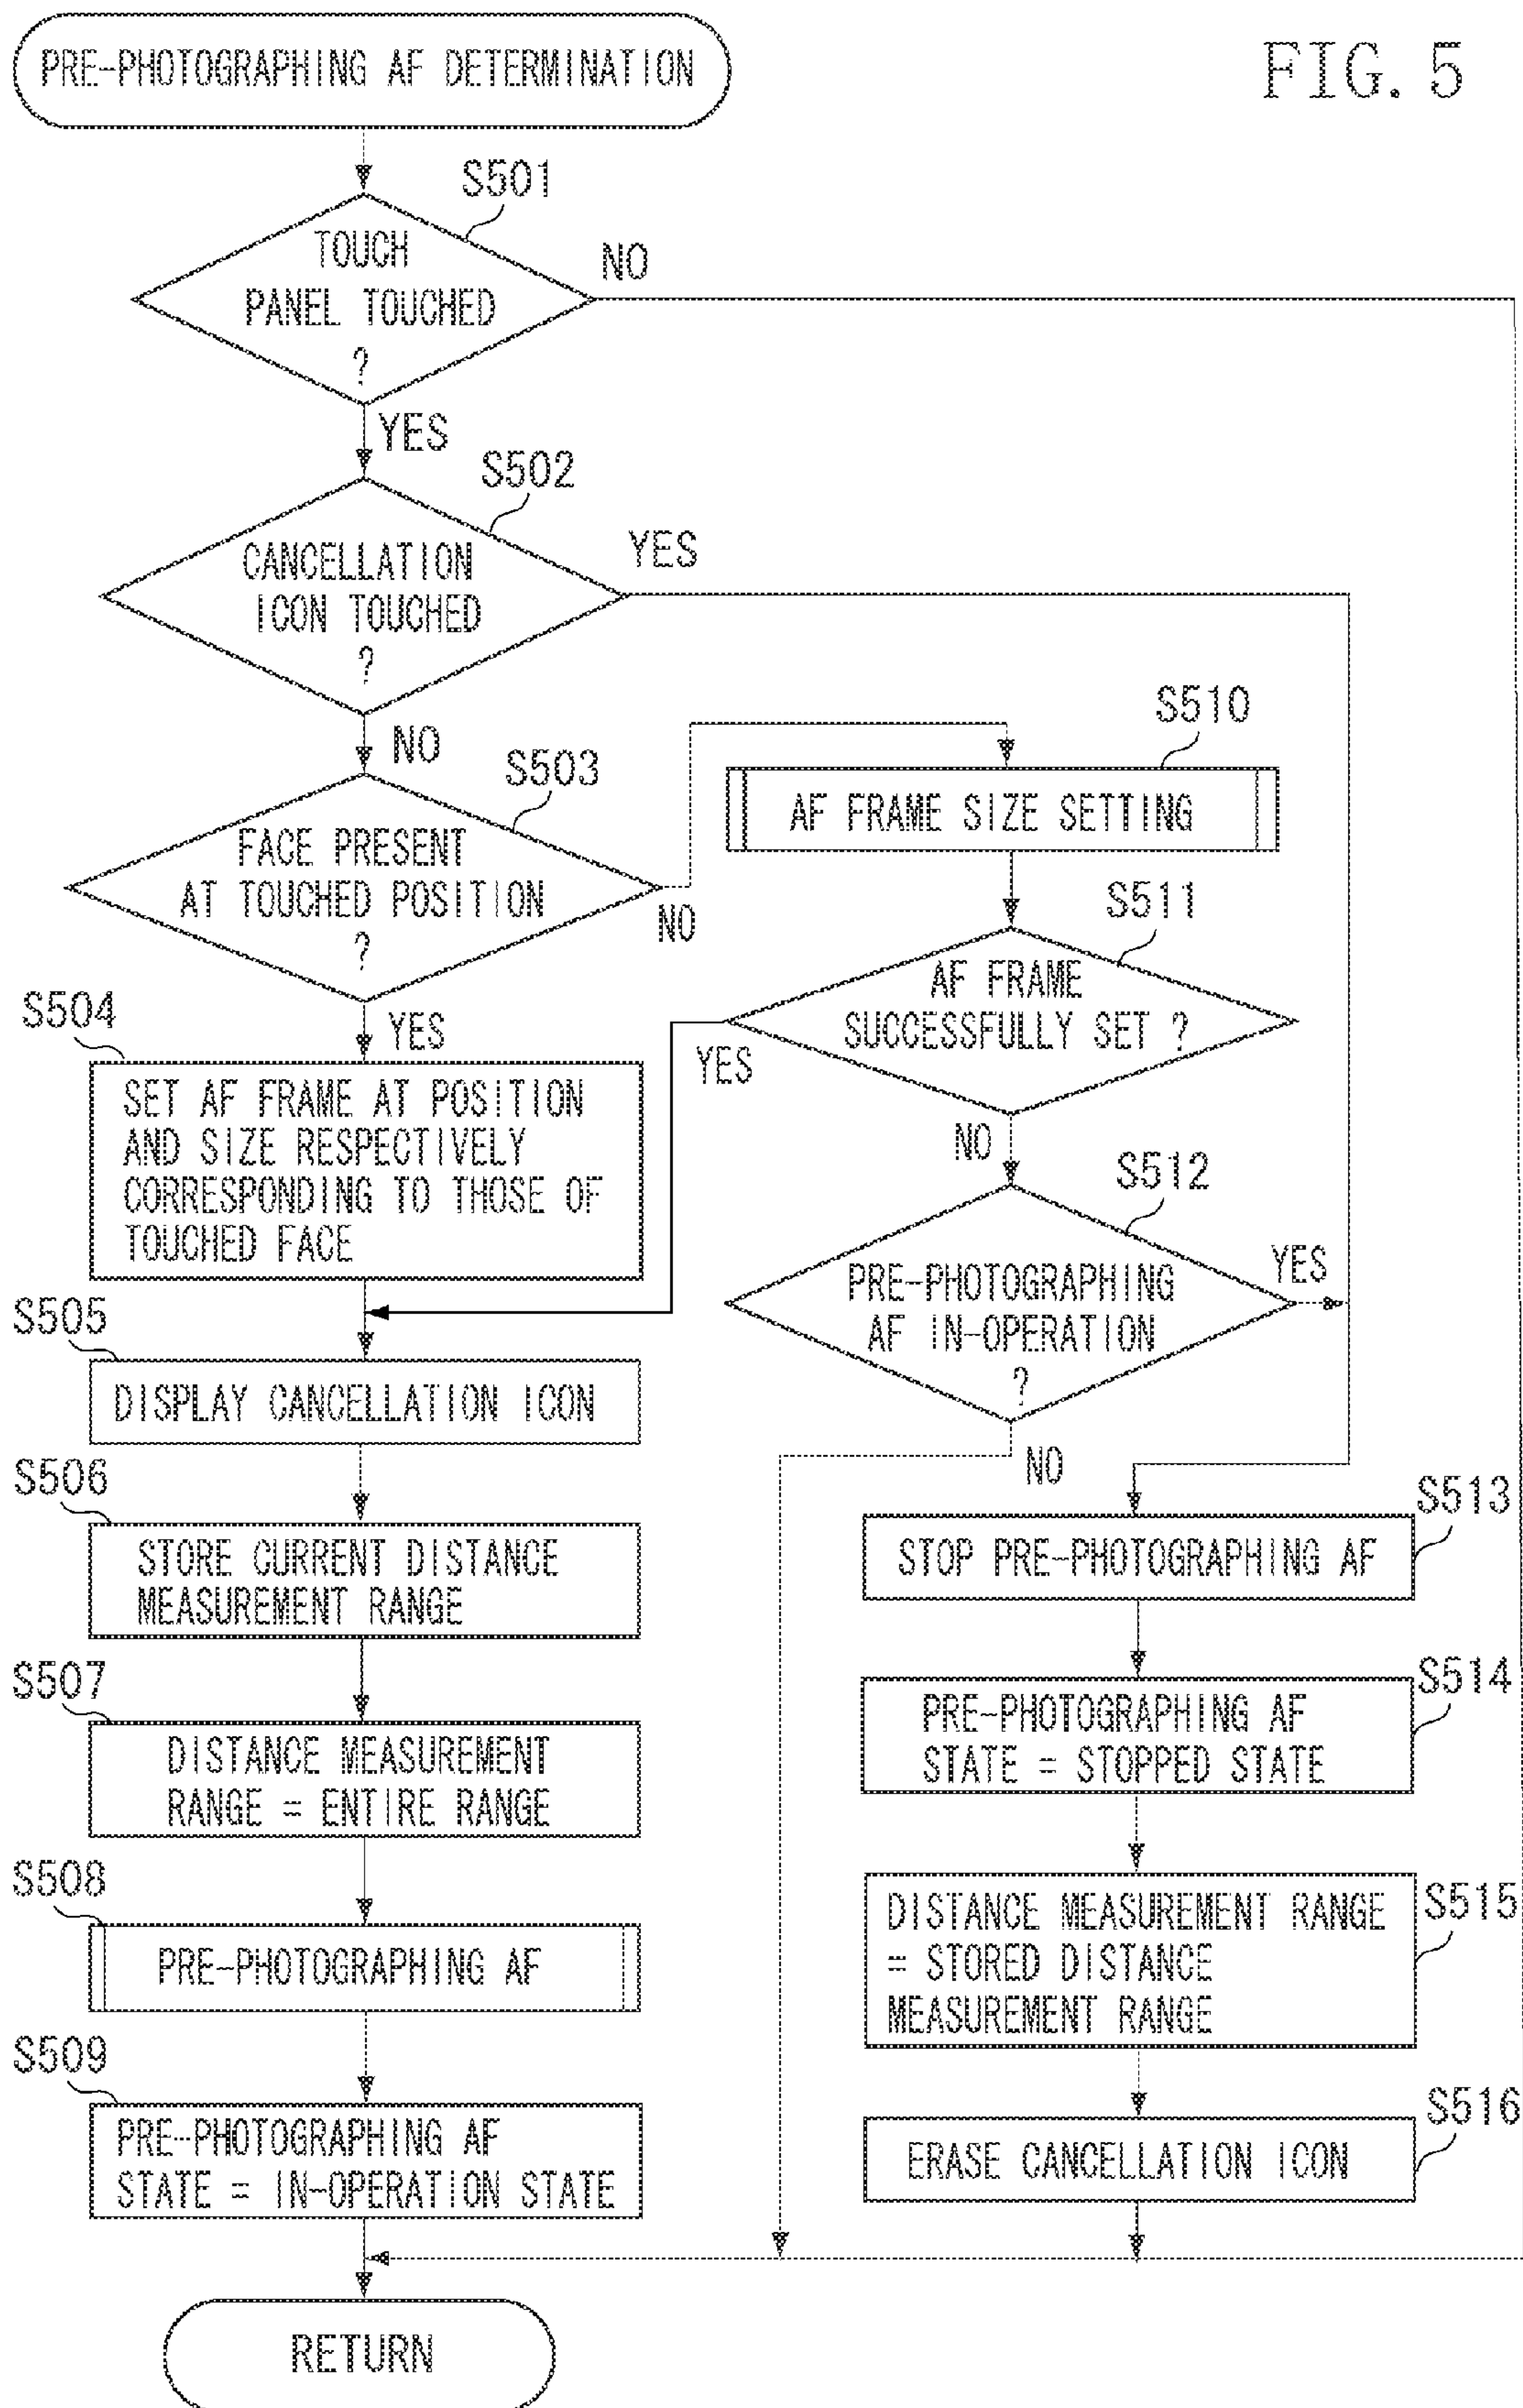 PRE-PHOTOGRAPHING AF DETERMINATION
FIG. 5
S501
TOUCH
PANEL TOUCHED
?
NO
YES
S502
CANCELLATION
ICON TOUCHED
?
YES
NO
S503
FACE PRESENT
AT TOUCHED POSITION
?
NO
YES
S510
AF FRAME SIZE SETTING
S511
AF FRAME
SUCCESSFULLY SET ?
YES
NO
S504
SET AF FRAME AT POSITION
AND SIZE RESPECTIVELY
CORRESPONDING TO THOSE OF
TOUCHED FACE
S512
PRE-PHOTOGRAPHING
AF IN-OPERATION
?
YES
NO
S505
DISPLAY CANCELLATION ICON
S506
STORE CURRENT DISTANCE
MEASUREMENT RANGE
S507
DISTANCE MEASUREMENT
RANGE = ENTIRE RANGE
S508
PRE-PHOTOGRAPHING AF
S509
PRE-PHOTOGRAPHING AF
STATE = IN-OPERATION STATE
S513
STOP PRE-PHOTOGRAPHING AF
S514
PRE-PHOTOGRAPHING AF
STATE = STOPPED STATE
S515
DISTANCE MEASUREMENT RANGE
= STORED DISTANCE
MEASUREMENT RANGE
S516
ERASE CANCELLATION ICON
RETURN